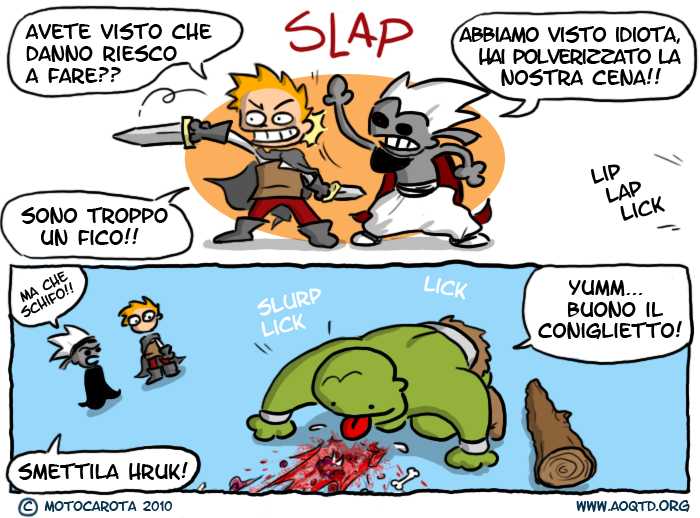 AVETE VISTO CHE
DANNO RIESCO
A FARE??
SLAP
ABBIAMO VISTO IDIOTA,
HAI POLVERIZZATO LA
NOSTRA CENA!!
SONO TROPPO
UN FICO!!
LIP
LAP
LICK
MA CHE
SCHIFO!!
SLURP
LICK
LICK
YUMM...
BUONO IL
CONIGLIETTO!
SMETTILA HRUK!
© MOTOCAROTA 2010
WWW.AOQTD.ORG